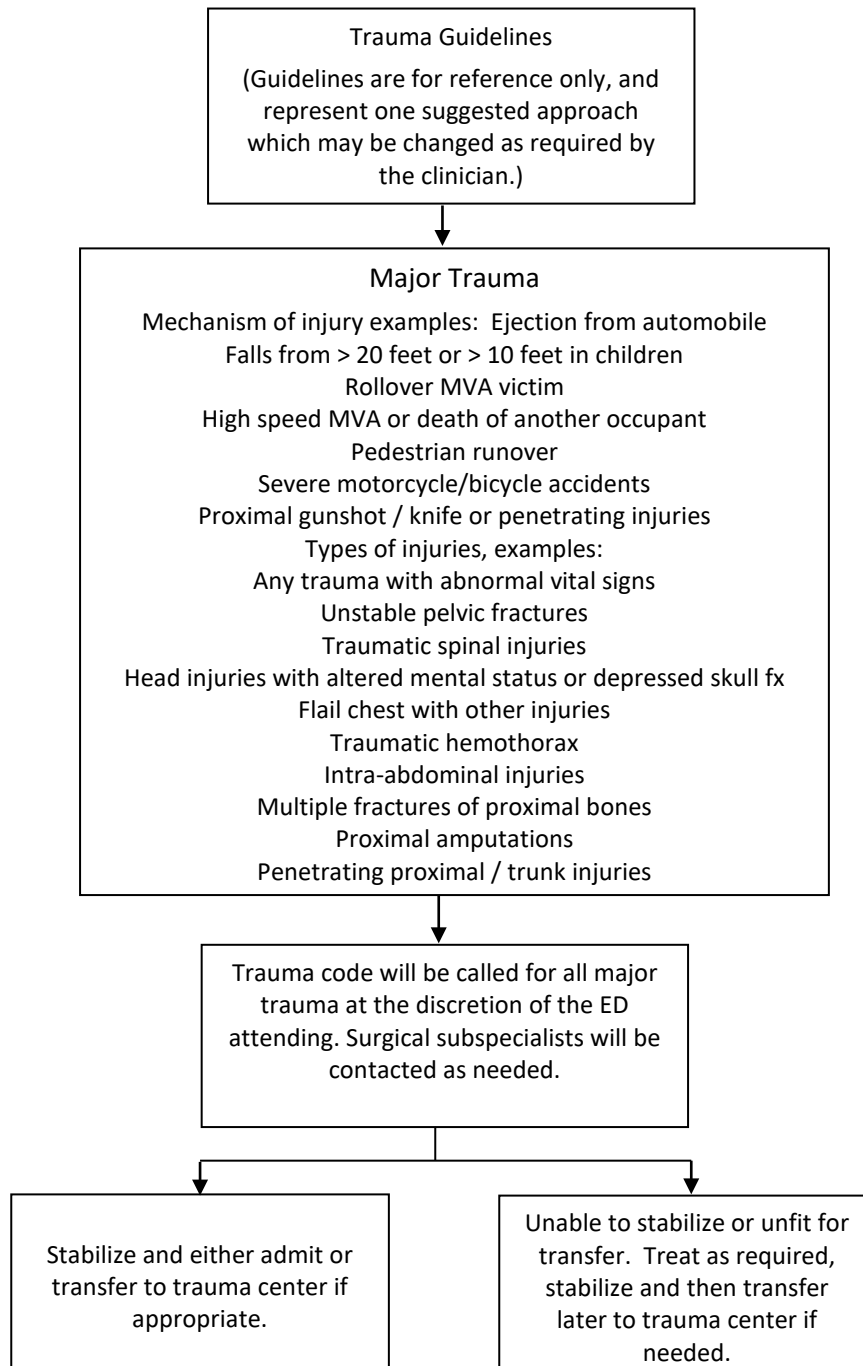 Trauma Guidelines
(Guidelines are for reference only, and
represent one suggested approach
which may be changed as required by
the clinician.)
Major Trauma
Mechanism of injury examples:  Ejection from automobile
Falls from > 20 feet or > 10 feet in children
Rollover MVA victim
High speed MVA or death of another occupant
Pedestrian runover
Severe motorcycle/bicycle accidents
Proximal gunshot / knife or penetrating injuries
Types of injuries, examples:
Any trauma with abnormal vital signs
Unstable pelvic fractures
Traumatic spinal injuries
Head injuries with altered mental status or depressed skull fx
Flail chest with other injuries
Traumatic hemothorax
Intra-abdominal injuries
Multiple fractures of proximal bones
Proximal amputations
Penetrating proximal / trunk injuries
Trauma code will be called for all major
trauma at the discretion of the ED
attending. Surgical subspecialists will be
contacted as needed.
Stabilize and either admit or
transfer to trauma center if
appropriate.
Unable to stabilize or unfit for
transfer.  Treat as required,
stabilize and then transfer
later to trauma center if
needed.